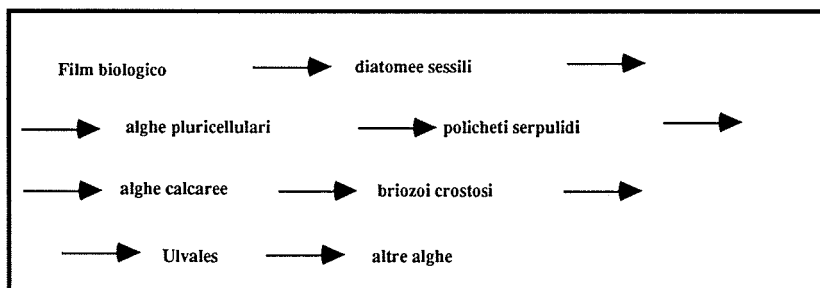 Film biologico diatomee sessili
alghe pluricellulari policheti serpulidi
alghe calcaree briozoi crostosi
Ulvales altre alghe